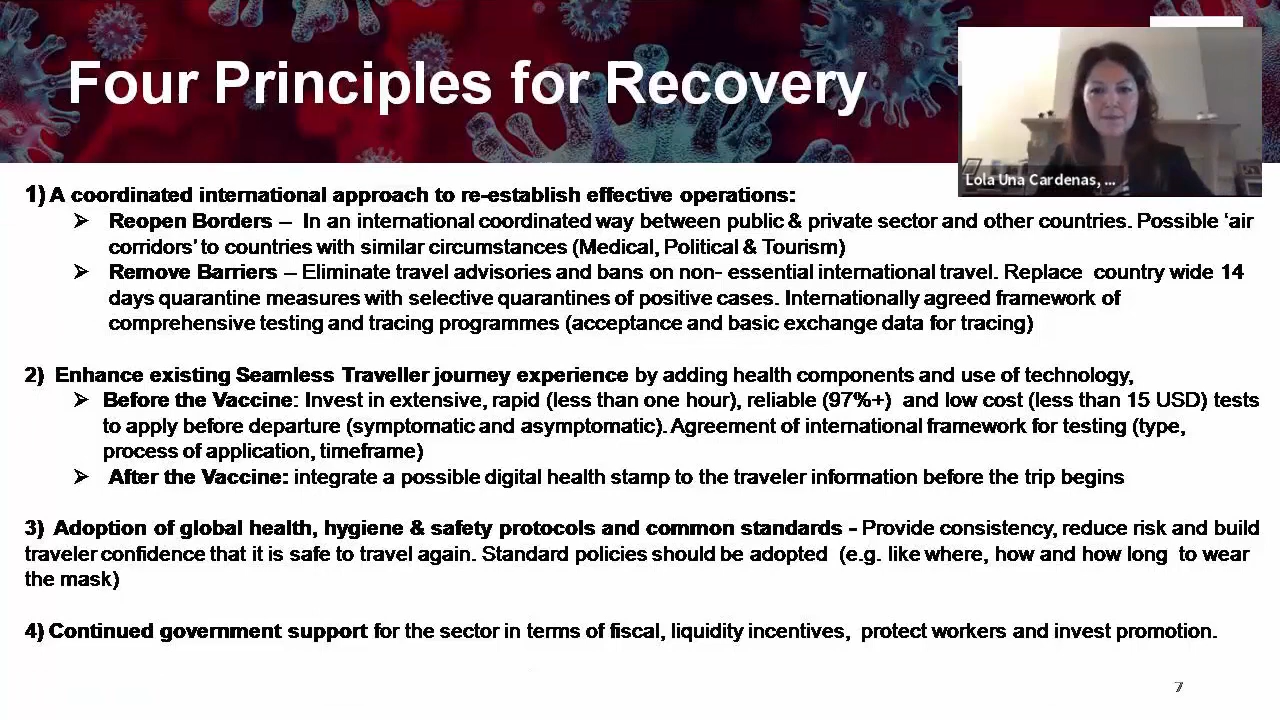 Four Principles for Recovery
Lola Una Cardenas, ...
1) A coordinated international approach to re-establish effective operations:
➢ Reopen Borders – In an international coordinated way between public & private sector and other countries. Possible ‘air
corridors’ to countries with similar circumstances (Medical, Political & Tourism)
➢ Remove Barriers – Eliminate travel advisories and bans on non- essential international travel. Replace country wide 14
days quarantine measures with selective quarantines of positive cases. Internationally agreed framework of
comprehensive testing and tracing programmes (acceptance and basic exchange data for tracing)
2) Enhance existing Seamless Traveller journey experience by adding health components and use of technology,
➢ Before the Vaccine: Invest in extensive, rapid (less than one hour), reliable (97%+) and low cost (less than 15 USD) tests
to apply before departure (symptomatic and asymptomatic). Agreement of international framework for testing (type,
process of application, timeframe)
➢ After the Vaccine: integrate a possible digital health stamp to the traveler information before the trip begins
3) Adoption of global health, hygiene & safety protocols and common standards - Provide consistency, reduce risk and build
traveler confidence that it is safe to travel again. Standard policies should be adopted (e.g. like where, how and how long to wear
the mask)
4) Continued government support for the sector in terms of fiscal, liquidity incentives, protect workers and invest promotion.
7